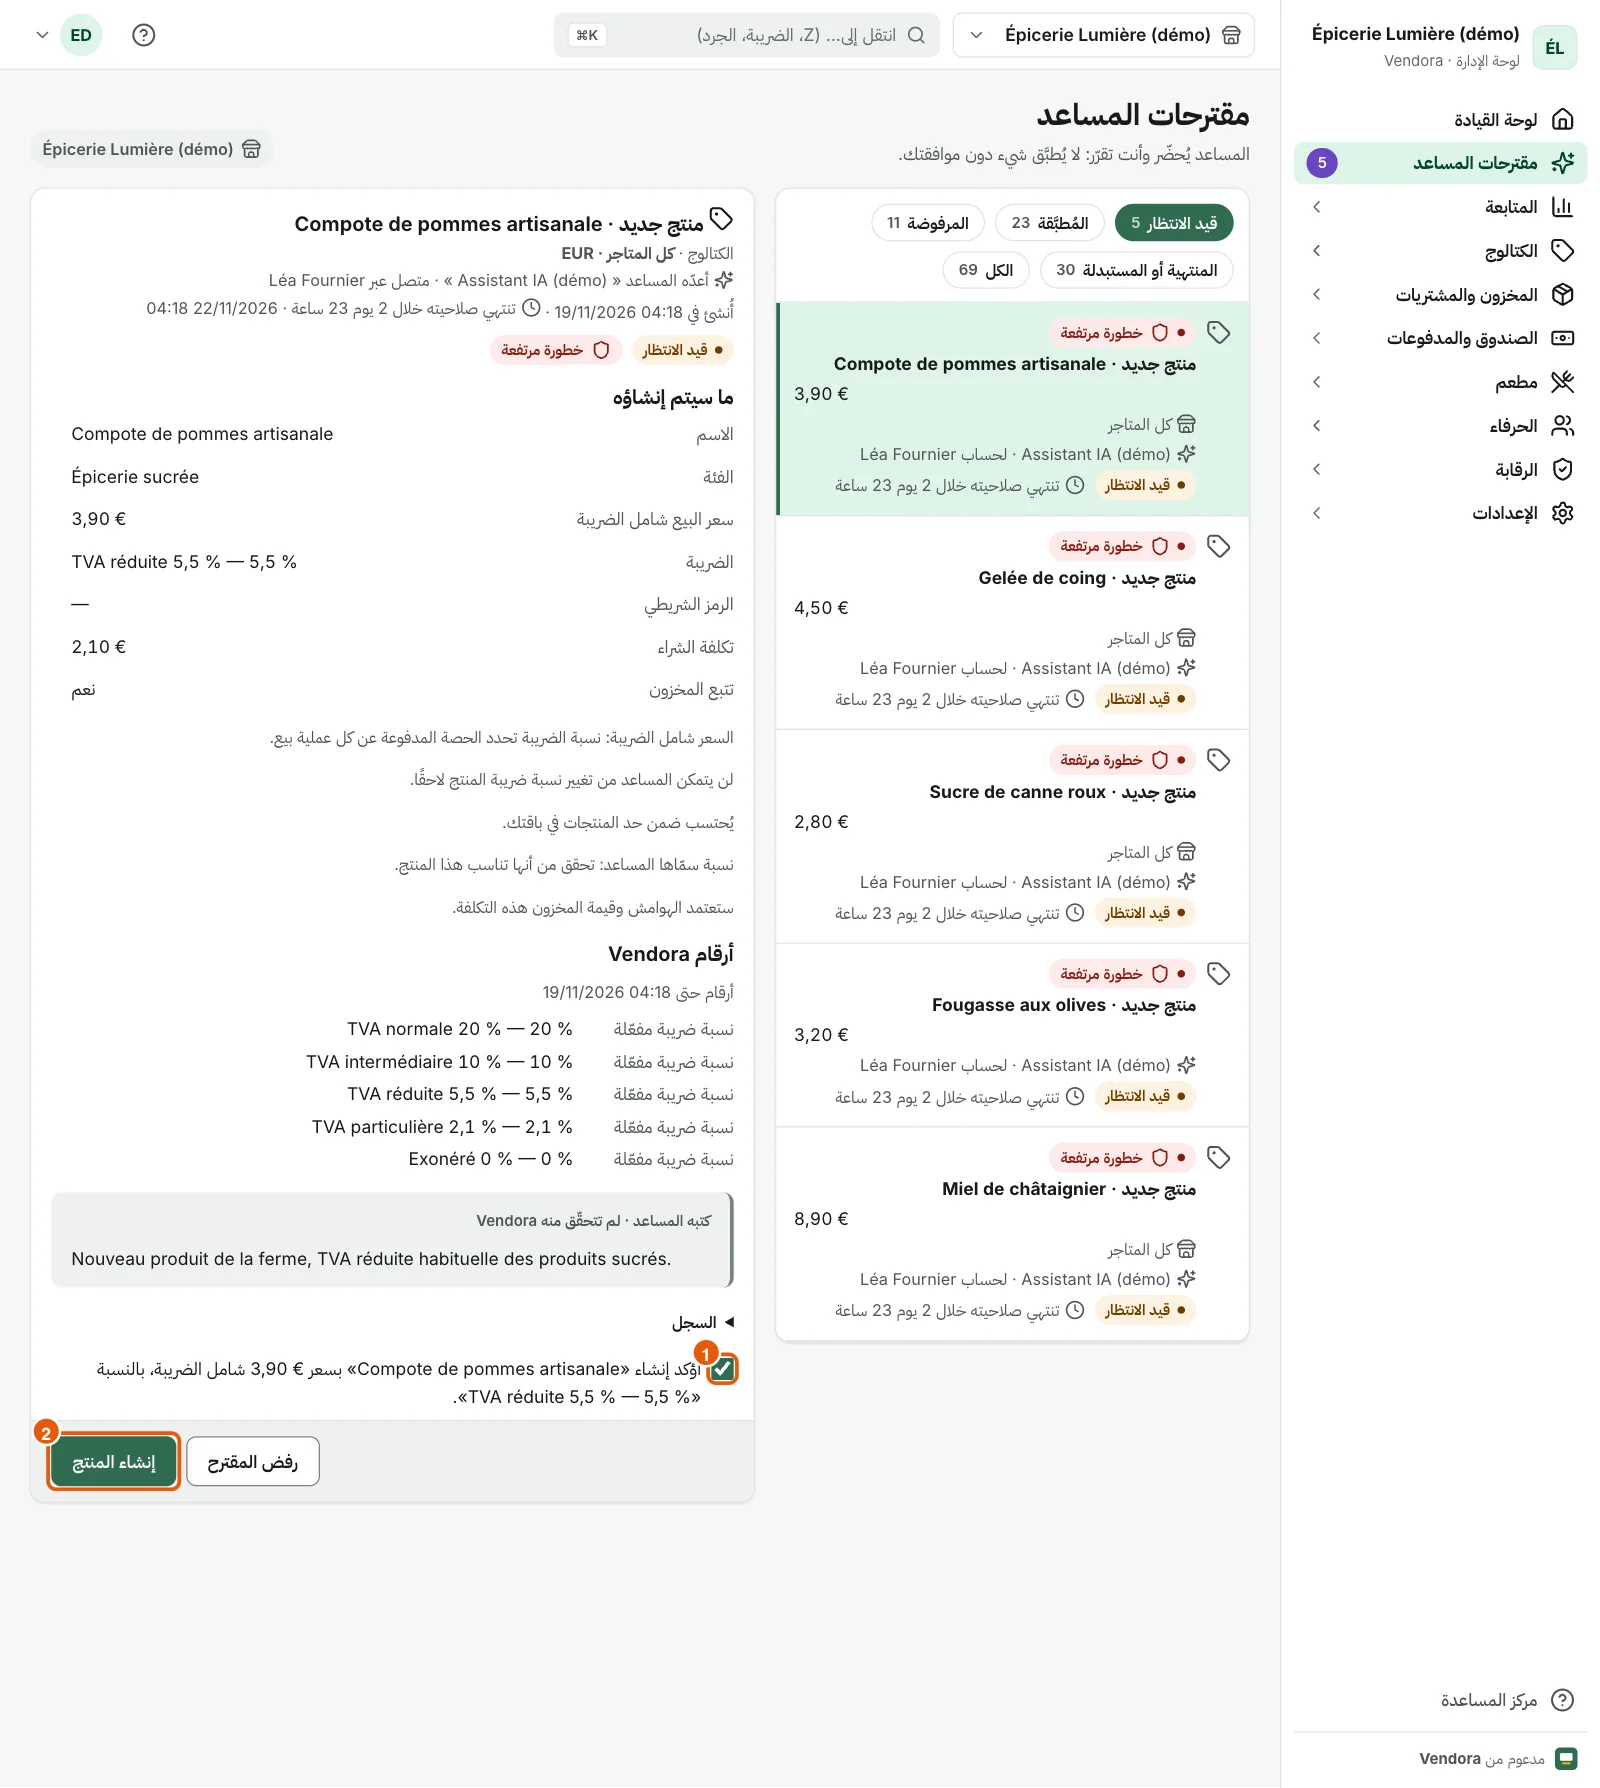 Épicerie Lumière (démo)
لوحة الإدارة · Vendora
ÉL
لوحة القيادة
مقترحات المساعد
5
المتابعة
الكتالوج
المخزون والمشتريات
الصندوق والمدفوعات
مطعم
الحرفاء
الرقابة
الإعدادات
مركز المساعدة
مدعوم من Vendora
Épicerie Lumière (démo)
انتقل إلى... (Z، الضريبة، الجرد)
⌘K
ED
مقترحات المساعد
المساعد يُحضّر وأنت تقرّر: لا يُطبَّق شيء دون موافقتك.
Épicerie Lumière (démo)
قيد الانتظار 5
المُطبَّقة 23
المرفوضة 11
المنتهية أو المستبدلة 30
الكل 69
خطورة مرتفعة
منتج جديد · Compote de pommes artisanale
3,90 €
كل المتاجر
Assistant IA (démo) · لحساب Léa Fournier
قيد الانتظار
تنتهي صلاحيته خلال 2 يوم 23 ساعة
خطورة مرتفعة
منتج جديد · Gelée de coing
4,50 €
كل المتاجر
Assistant IA (démo) · لحساب Léa Fournier
قيد الانتظار
تنتهي صلاحيته خلال 2 يوم 23 ساعة
خطورة مرتفعة
منتج جديد · Sucre de canne roux
2,80 €
كل المتاجر
Assistant IA (démo) · لحساب Léa Fournier
قيد الانتظار
تنتهي صلاحيته خلال 2 يوم 23 ساعة
خطورة مرتفعة
منتج جديد · Fougasse aux olives
3,20 €
Assistant IA (démo) · لحساب Léa Fournier
قيد الانتظار
تنتهي صلاحيته خلال 2 يوم 23 ساعة
خطورة مرتفعة
منتج جديد · Miel de châtaignier
8,90 €
كل المتاجر
Assistant IA (démo) · لحساب Léa Fournier
قيد الانتظار
تنتهي صلاحيته خلال 2 يوم 23 ساعة
منتج جديد · Compote de pommes artisanale
الكتالوج · كل المتاجر · EUR
أعدّه المساعد « Assistant IA (démo) » · متصل عبر Léa Fournier
أُنشئ في 19/11/2026 04:18 · تنتهي صلاحيته خلال 2 يوم 23 ساعة · 22/11/2026 04:18
قيد الانتظار
خطورة مرتفعة
ما سيتم إنشاؤه
الاسم Compote de pommes artisanale
الفئة Épicerie sucrée
سعر البيع شامل الضريبة 3,90 €
الضريبة TVA réduite 5,5 % — 5,5 %
الرمز الشريطي —
تكلفة الشراء 2,10 €
تتبع المخزون نعم
السعر شامل الضريبة: نسبة الضريبة تحدد الحصة المدفوعة عن كل عملية بيع.
لن يتمكن المساعد من تغيير نسبة ضريبة المنتج لاحقًا.
يُحتسب ضمن حد المنتجات في باقتك.
نسبة سمّاها المساعد: تحقق من أنها تناسب هذا المنتج.
ستعتمد الهوامش وقيمة المخزون هذه التكلفة.
أرقام Vendora
أرقام حتى 19/11/2026 04:18
نسبة ضريبة مفعّلة TVA normale 20 % — 20 %
نسبة ضريبة مفعّلة TVA intermédiaire 10 % — 10 %
نسبة ضريبة مفعّلة TVA réduite 5,5 % — 5,5 %
نسبة ضريبة مفعّلة TVA particulière 2,1 % — 2,1 %
نسبة ضريبة مفعّلة Exonéré 0 % — 0 %
كتبه المساعد · لم تتحقّق منه Vendora
Nouveau produit de la ferme, TVA réduite habituelle des produits sucrés.
السجل
1
أؤكد إنشاء «Compote de pommes artisanale» بسعر 3,90 € شامل الضريبة، بالنسبة
«TVA réduite 5,5 % — 5,5 %».
رفض المقترح
2
إنشاء المنتج